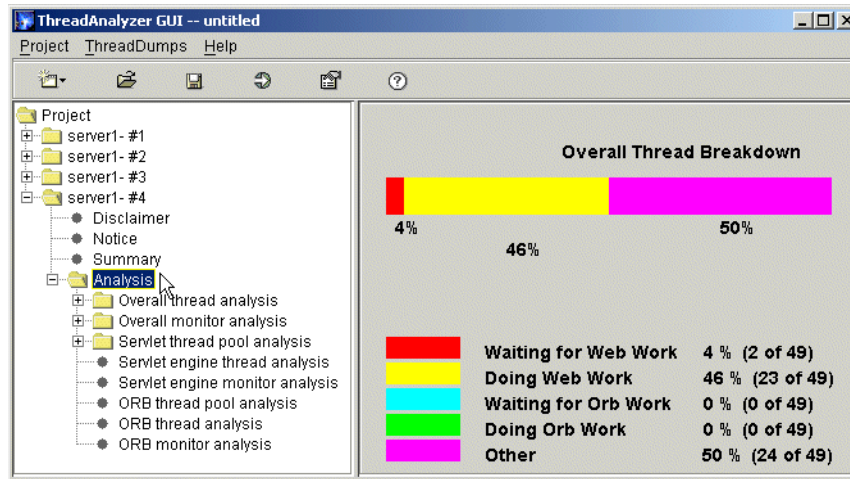 ThreadAnalyzer GUI -- untitled
Project ThreadDumps Help
Project
server1- #1
server1- #2
server1- #3
server1- #4
Disclaimer
Notice
Summary
Analysis
Overall thread analysis
Overall monitor analysis
Servlet thread pool analysis
Servlet engine thread analysis
Servlet engine monitor analysis
ORB thread pool analysis
ORB thread analysis
ORB monitor analysis
Overall Thread Breakdown
4%
46%
50%
Waiting for Web Work 4 % (2 of 49)
Doing Web Work 46 % (23 of 49)
Waiting for Orb Work 0 % (0 of 49)
Doing Orb Work 0 % (0 of 49)
Other 50 % (24 of 49)